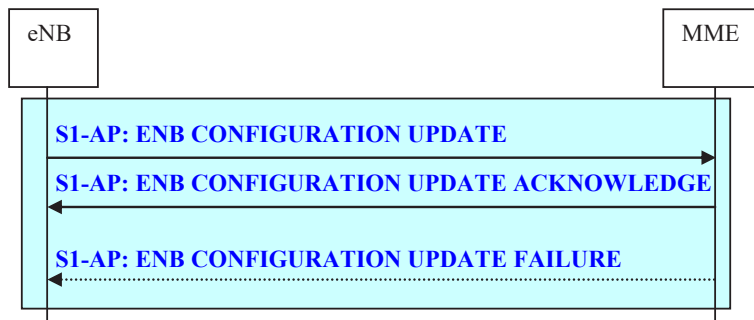 eNB
MME
S1-AP: ENB CONFIGURATION UPDATE
S1-AP: ENB CONFIGURATION UPDATE ACKNOWLEDGE
S1-AP: ENB CONFIGURATION UPDATE FAILURE